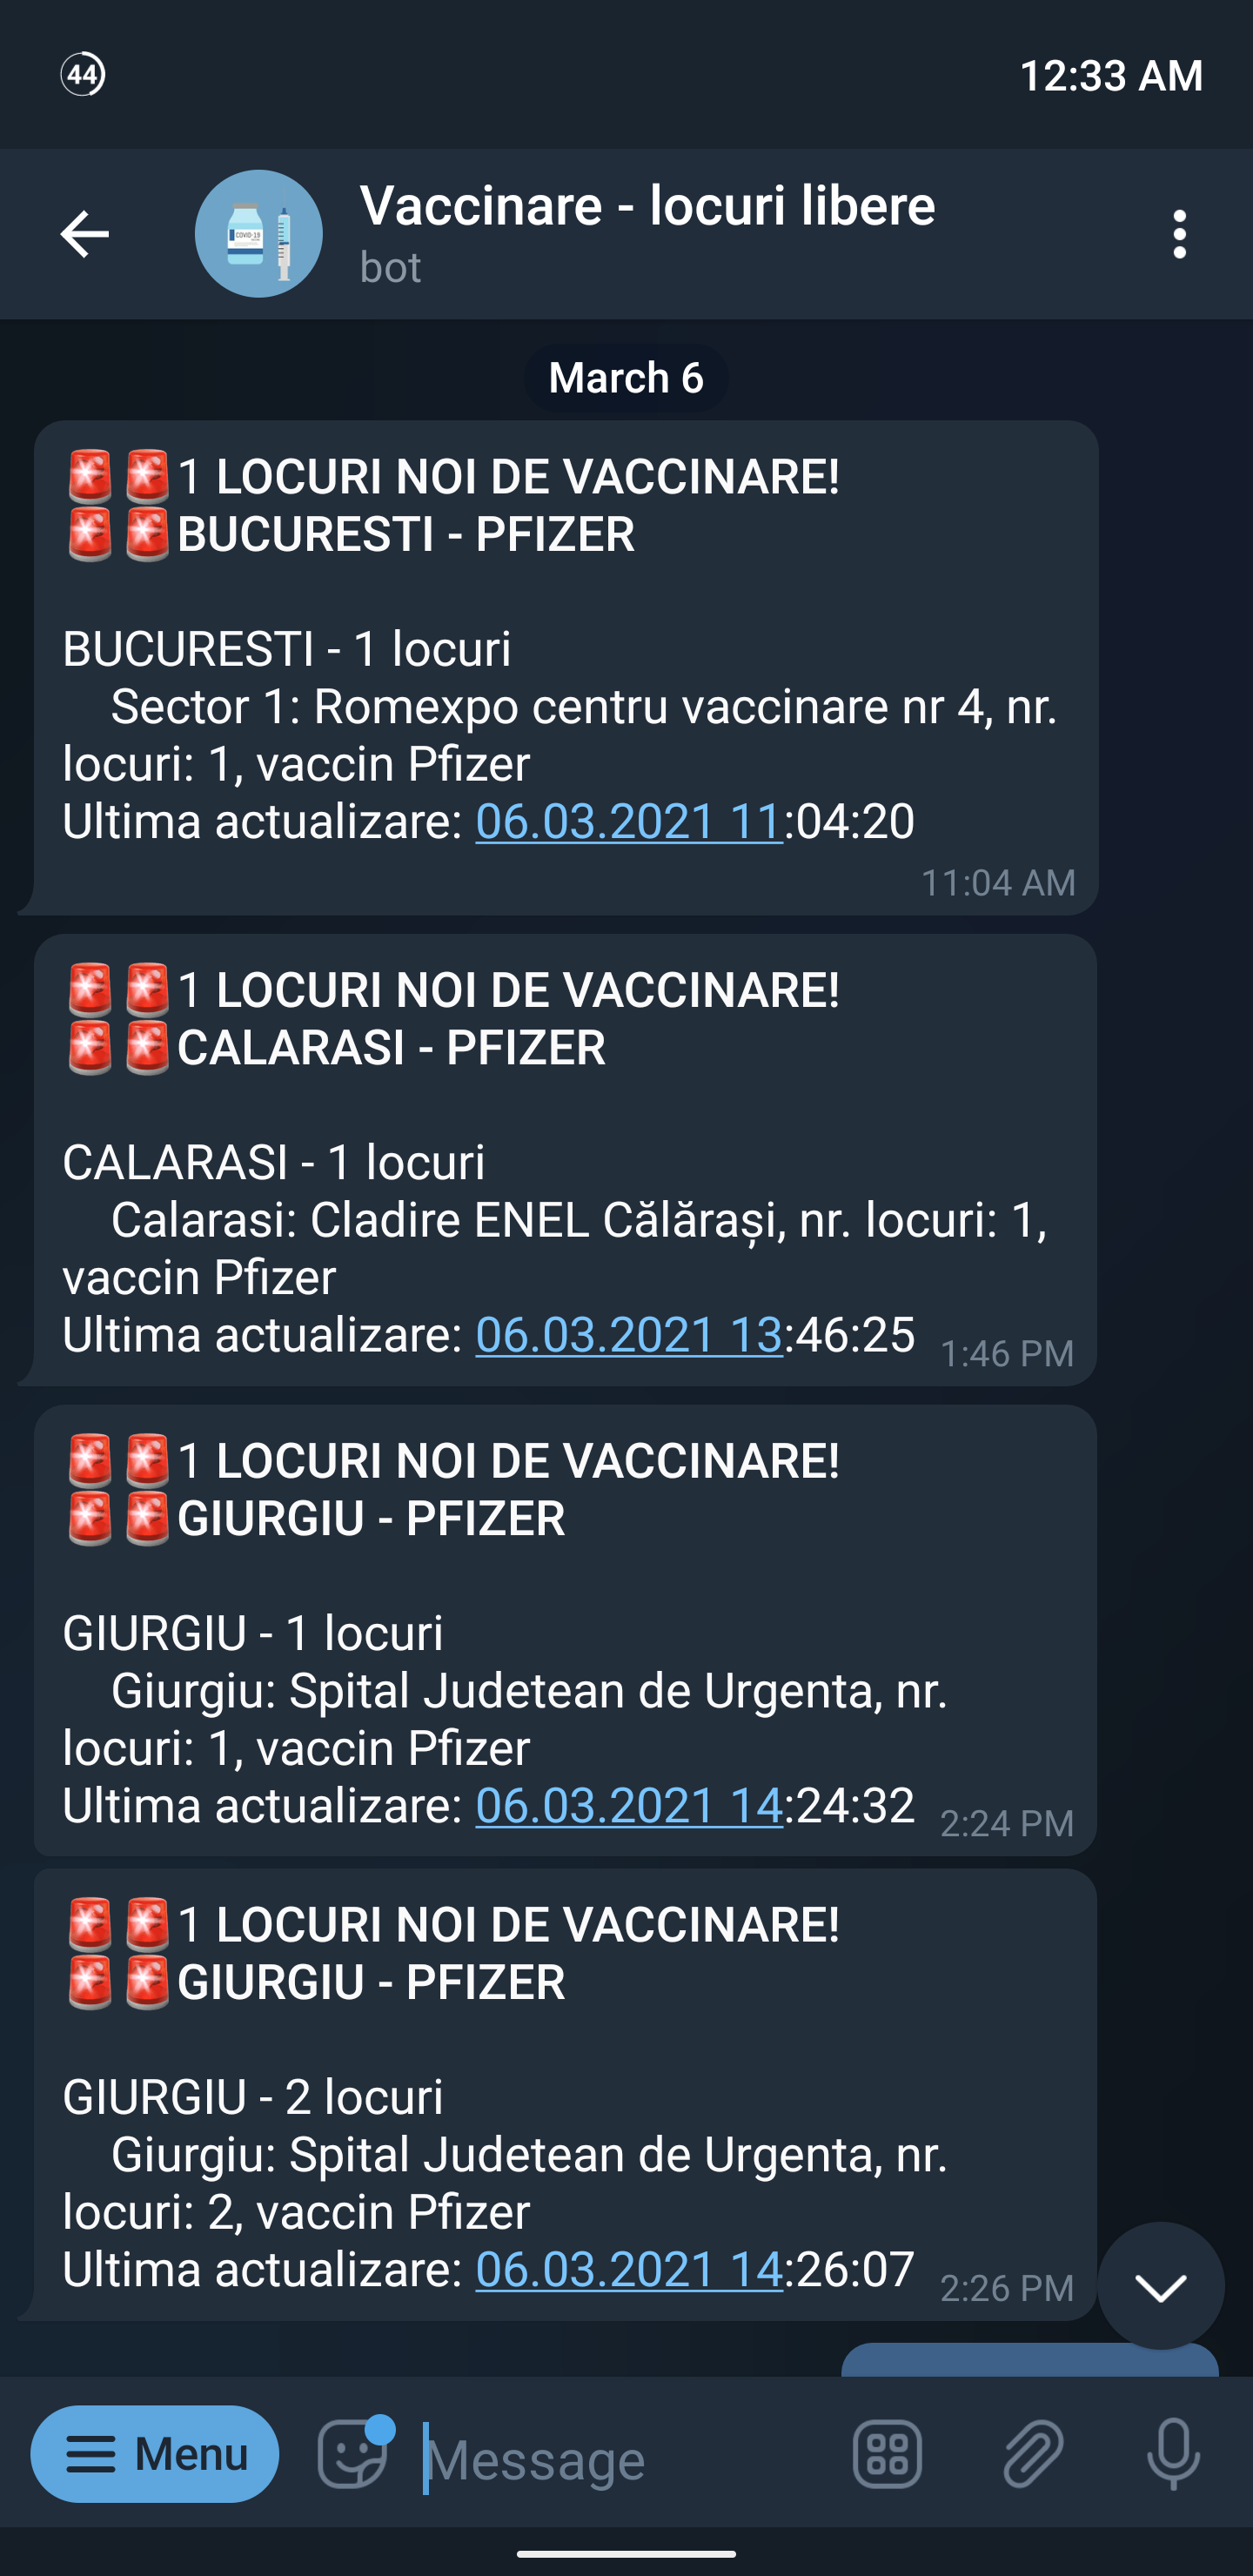 44
12:33 AM
Vaccinare - locuri libere
bot
March 6
🚨🚨1 LOCURI NOI DE VACCINARE!
🚨🚨BUCURESTI - PFIZER
BUCURESTI - 1 locuri
Sector 1: Romexpo centru vaccinare nr 4, nr.
locuri: 1, vaccin Pfizer
Ultima actualizare: 06.03.2021 11:04:20
11:04 AM
🚨🚨1 LOCURI NOI DE VACCINARE!
🚨🚨CALARASI - PFIZER
CALARASI - 1 locuri
Calarasi: Cladire ENEL Călărași, nr. locuri: 1,
vaccin Pfizer
Ultima actualizare: 06.03.2021 13:46:25
1:46 PM
🚨🚨1 LOCURI NOI DE VACCINARE!
🚨🚨GIURGIU - PFIZER
GIURGIU - 1 locuri
Giurgiu: Spital Judetean de Urgenta, nr.
locuri: 1, vaccin Pfizer
Ultima actualizare: 06.03.2021 14:24:32
2:24 PM
🚨🚨1 LOCURI NOI DE VACCINARE!
🚨🚨GIURGIU - PFIZER
GIURGIU - 2 locuri
Giurgiu: Spital Judetean de Urgenta, nr.
locuri: 2, vaccin Pfizer
Ultima actualizare: 06.03.2021 14:26:07
2:26 PM
Menu
Message